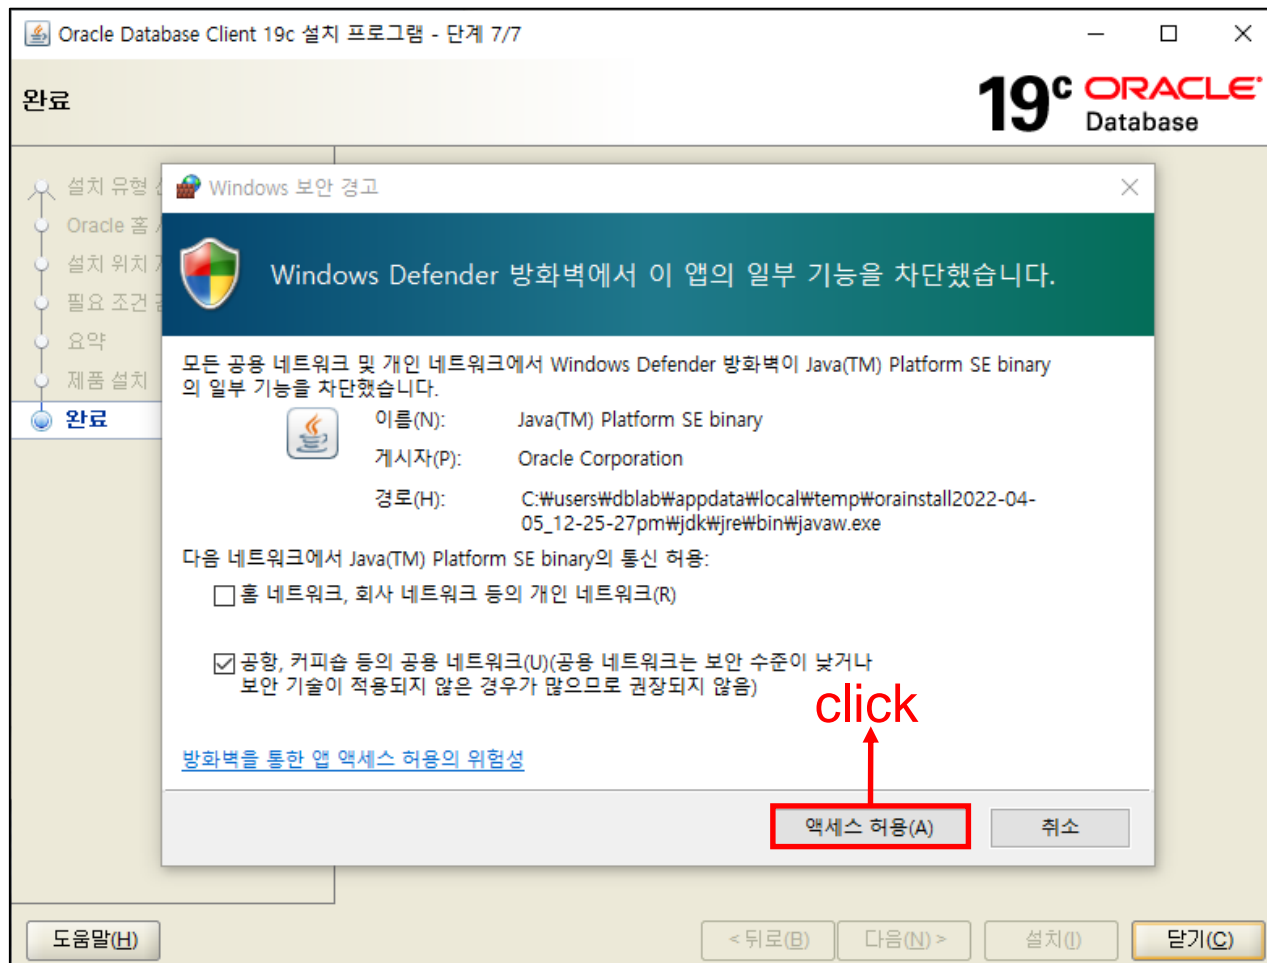 Oracle Database Client 19c 설치 프로그램 - 단계 7/7
완료
19c ORACLE
Database
설치 유형
Oracle 홈
설치 위치
필요 조건
요약
제품 설치
완료
Windows 보안 경고
Windows Defender 방화벽에서 이 앱의 일부 기능을 차단했습니다.
모든 공용 네트워크 및 개인 네트워크에서 Windows Defender 방화벽이 Java(TM) Platform SE binary
의 일부 기능을 차단했습니다.
이름(N): Java(TM) Platform SE binary
게시자(P): Oracle Corporation
경로(H): C:₩users₩dblab₩appdata₩local₩temp₩orainstall2022-04-
05_12-25-27pm₩jdk₩jre₩bin₩javaw.exe
다음 네트워크에서 Java(TM) Platform SE binary의 통신 허용:
홈 네트워크, 회사 네트워크 등의 개인 네트워크(R)
공항, 커피숍 등의 공용 네트워크(U)(공용 네트워크는 보안 수준이 낮거나
보안 기술이 적용되지 않은 경우가 많으므로 권장되지 않음)
click
방화벽을 통한 앱 액세스 허용의 위험성
액세스 허용(A) 취소
도움말(H) < 뒤로(B) 다음(N) > 설치(I) 닫기(C)